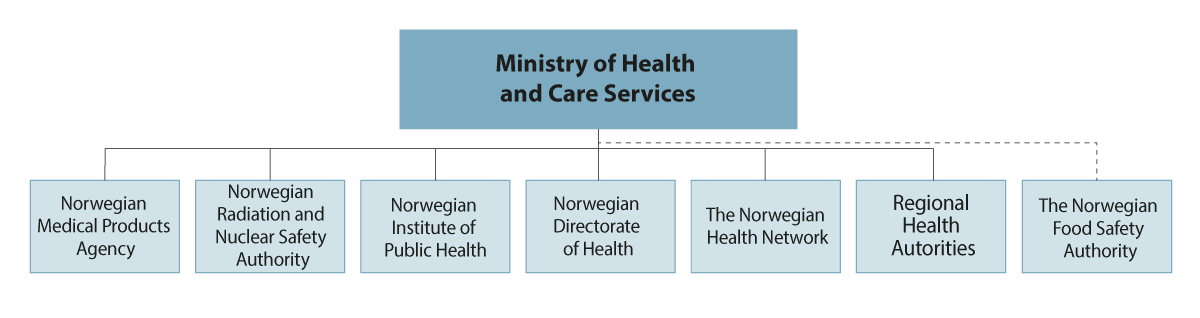 Ministry of Health
and Care Services
Norwegian
Medical Products
Agency
Norwegian
Radiation and
Nuclear Safety
Authority
Norwegian
Institute of
Public Health
Norwegian
Directorate
of Health
The Norwegian
Health Network
Regional
Health
Autorities
The Norwegian
Food Safety
Authority